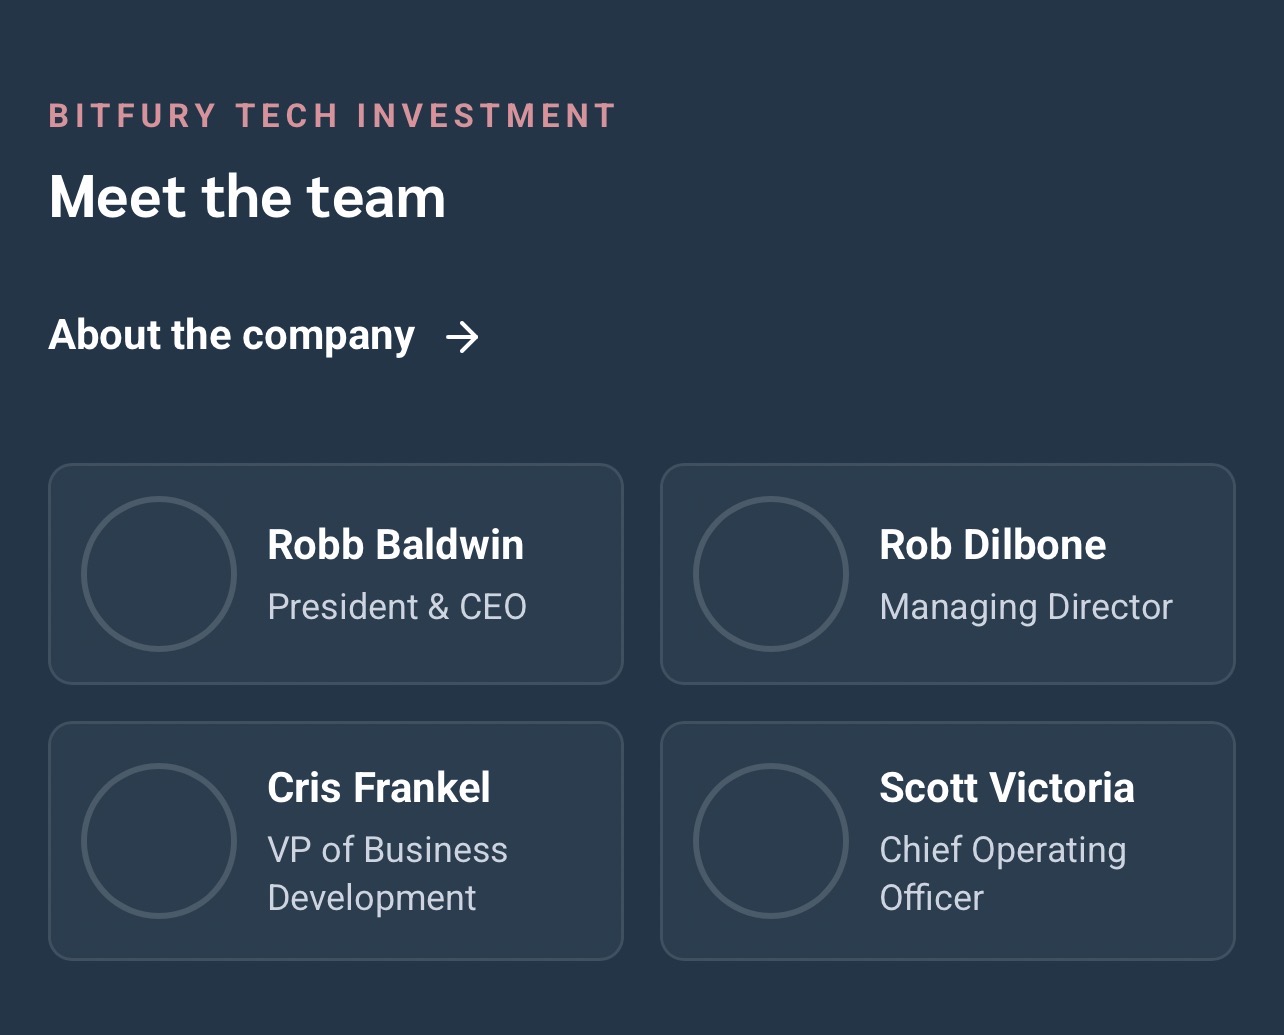 BITFURY TECH INVESTMENT
Meet the team
About the company →
Robb Baldwin
President & CEO
Rob Dilbone
Managing Director
Cris Frankel
VP of Business
Development
Scott Victoria
Chief Operating
Officer